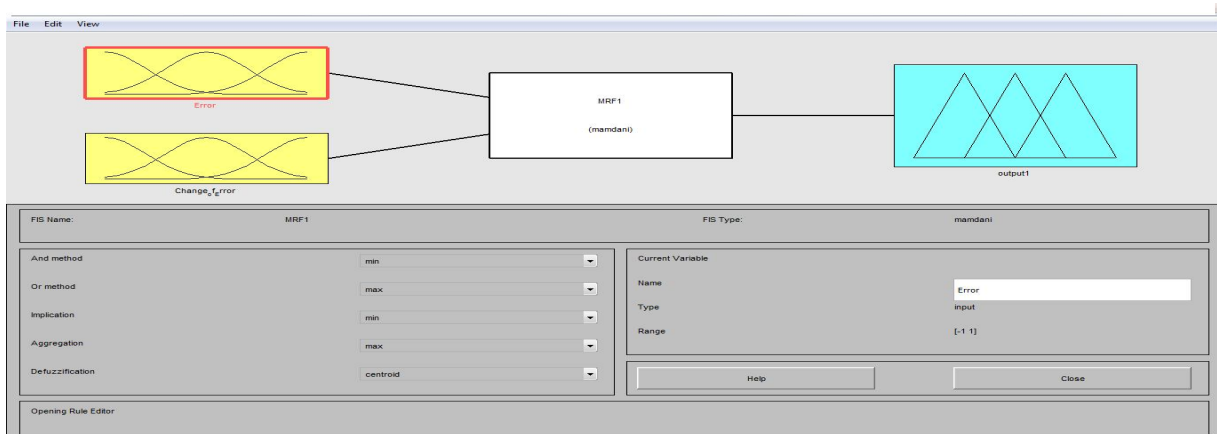 File Edit View
Error
MRF1
(mamdani)
Change_of_Error
output1
FIS Name: MRF1 FIS Type: mamdani
And method min
Or method max
Implication min
Aggregation max
Defuzzification centroid
Current Variable
Name Error
Type input
Range [-1 1]
Help Close
Opening Rule Editor